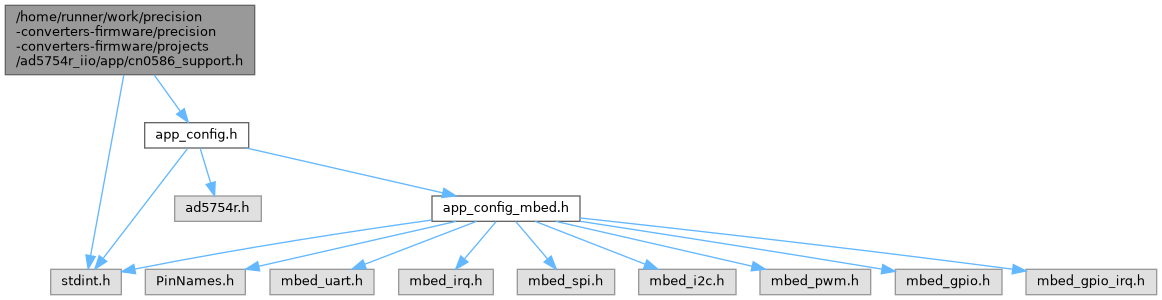 /home/runner/work/precision
-converters-firmware/precision
-converters-firmware/projects
/ad5754r_iio/app/cn0586_support.h
app_config.h
ad5754r.h
app_config_mbed.h
stdint.h
PinNames.h
mbed_uart.h
mbed_irq.h
mbed_spi.h
mbed_i2c.h
mbed_pwm.h
mbed_gpio.h
mbed_gpio_irq.h